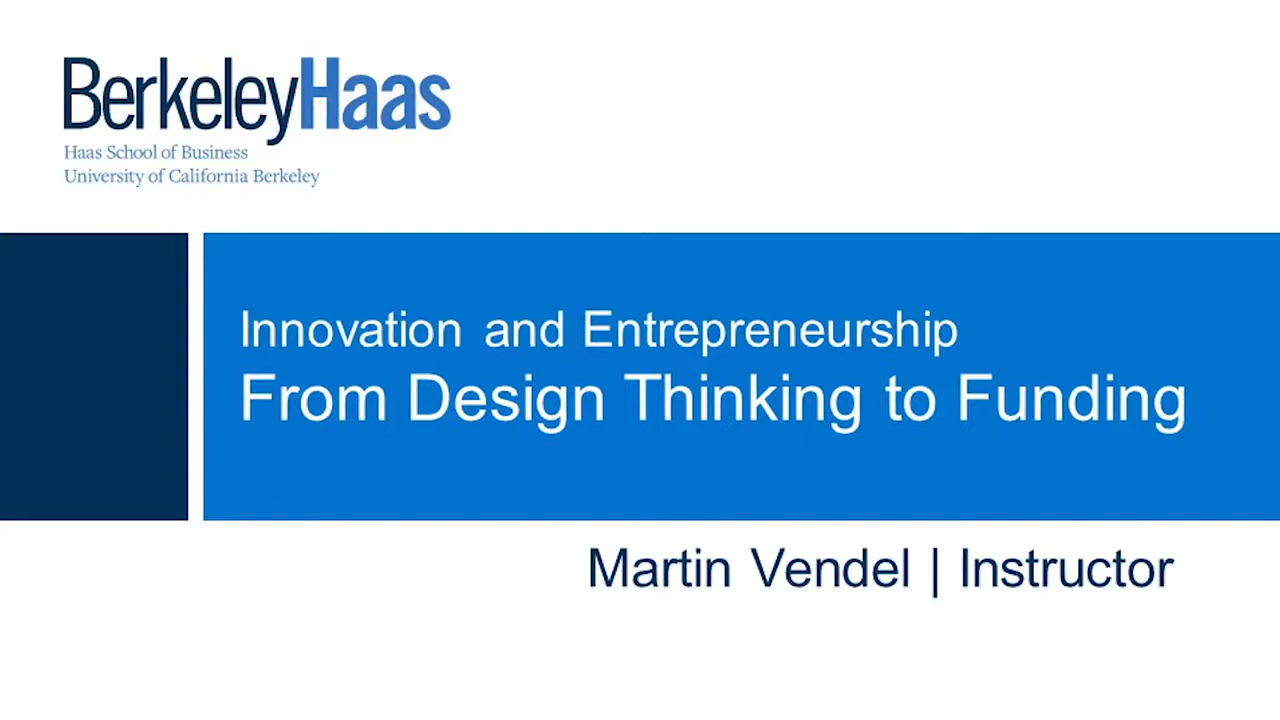 BerkeleyHaas
Haas School of Business
University of California Berkeley
Innovation and Entrepreneurship
From Design Thinking to Funding
Martin Vendel | Instructor